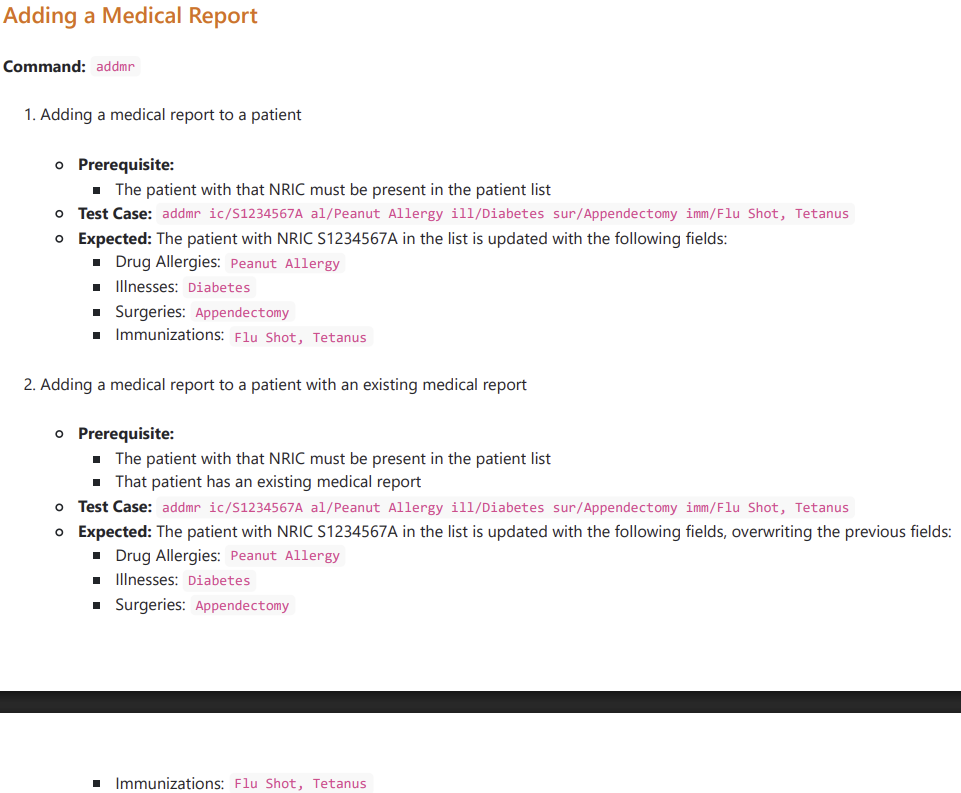 Adding a Medical Report
Command: addmr
1. Adding a medical report to a patient
Prerequisite:
The patient with that NRIC must be present in the patient list
Test Case: addmr ic/S1234567A al/Peanut Allergy ill/Diabetes sur/Appendectomy imm/Flu Shot, Tetanus
Expected: The patient with NRIC S1234567A in the list is updated with the following fields:
Drug Allergies: Peanut Allergy
Illnesses: Diabetes
Surgeries: Appendectomy
Immunizations: Flu Shot, Tetanus
2. Adding a medical report to a patient with an existing medical report
Prerequisite:
The patient with that NRIC must be present in the patient list
That patient has an existing medical report
Test Case: addmr ic/S1234567A al/Peanut Allergy ill/Diabetes sur/Appendectomy imm/Flu Shot, Tetanus
Expected: The patient with NRIC S1234567A in the list is updated with the following fields, overwriting the previous fields:
Drug Allergies: Peanut Allergy
Illnesses: Diabetes
Surgeries: Appendectomy
Immunizations: Flu Shot, Tetanus